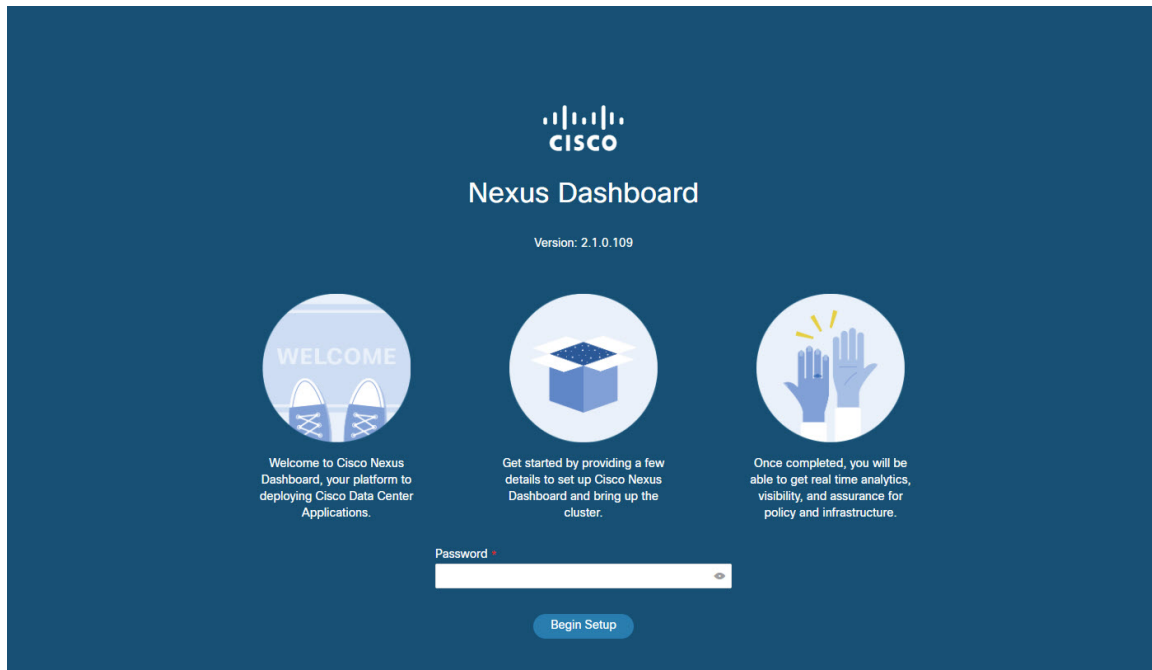 CISCO
Nexus Dashboard
Version: 2.1.0.109
WELCOME
Welcome to Cisco Nexus
Dashboard, your platform to
deploying Cisco Data Center
Applications.
Get started by providing a few
details to set up Cisco Nexus
Dashboard and bring up the
cluster.
Once completed, you will be
able to get real time analytics,
visibility, and assurance for
policy and infrastructure.
Password *
Begin Setup